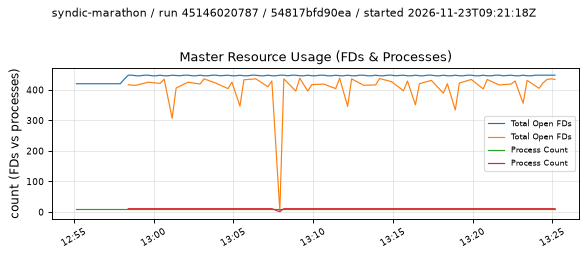 syndic-marathon / run 45146020787 / 54817bfd90ea / started 2026-11-23T09:21:18Z
Master Resource Usage (FDs & Processes)
count (FDs vs processes)
400
300
200
100
0
Total Open FDs
Total Open FDs
Process Count
Process Count
12:55
13:00
13:05
13:10
13:15
13:20
13:25